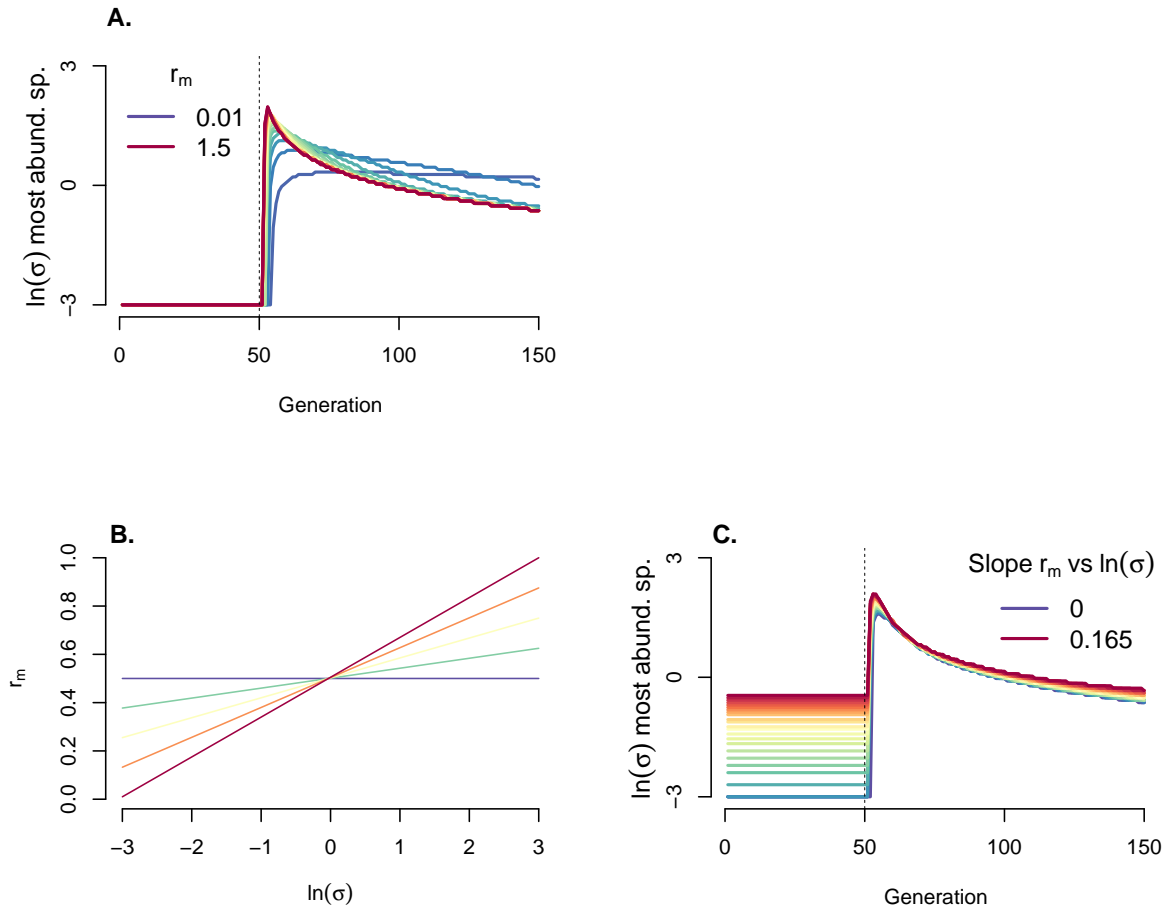 A.
ln(σ) most abund. sp.
3
0
−3
r_m
0.01
1.5
0 50 100 150
Generation
B.
r_m
1.0
0.8
0.6
0.4
0.2
0.0
−3 −2 −1 0 1 2 3
ln(σ)
C.
ln(σ) most abund. sp.
3
0
−3
Slope r_m vs ln(σ)
0
0.165
0 50 100 150
Generation